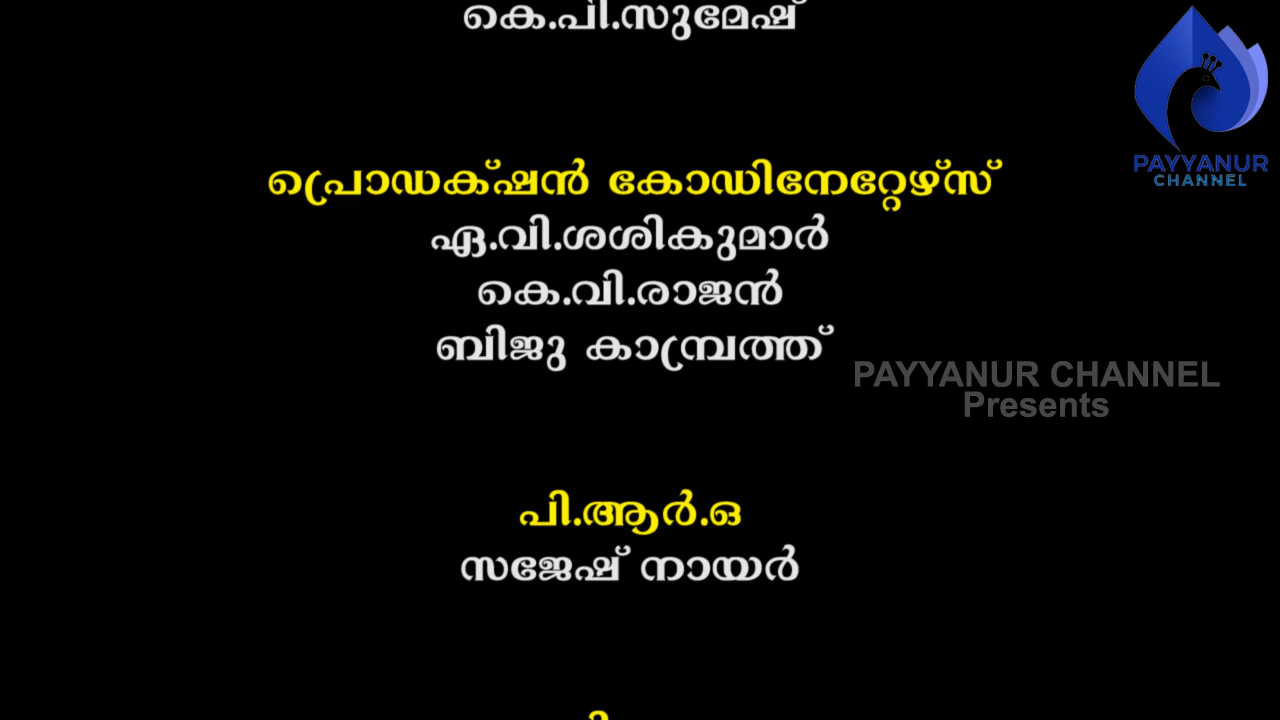 കെ.പി.സുമേഷ്
PAYYANUR
CHANNEL
പ്രൊഡക്ഷൻ കോഡിനേറ്റേഴ്സ്
ഏ.വി.ശശികുമാർ
കെ.വി.രാജൻ
ബിജു കാമ്പ്രത്ത്
PAYYANUR CHANNEL
Presents
പി.ആർ.ഒ
സജേഷ് നായർ